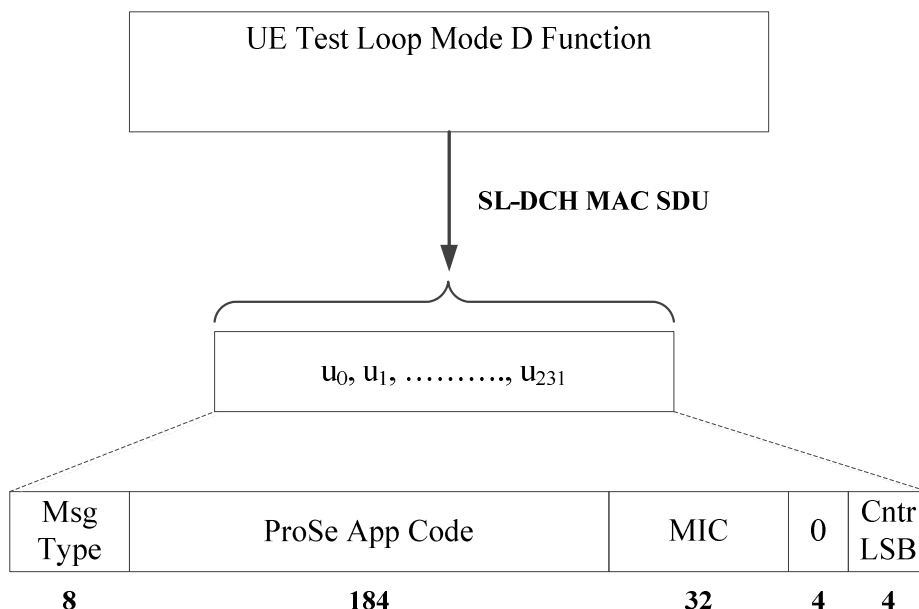 UE Test Loop Mode D Function
SL-DCH MAC SDU
u0, u1, ………., u231
Msg Type
ProSe App Code
MIC
0
Cntr LSB
8
184
32
4
4